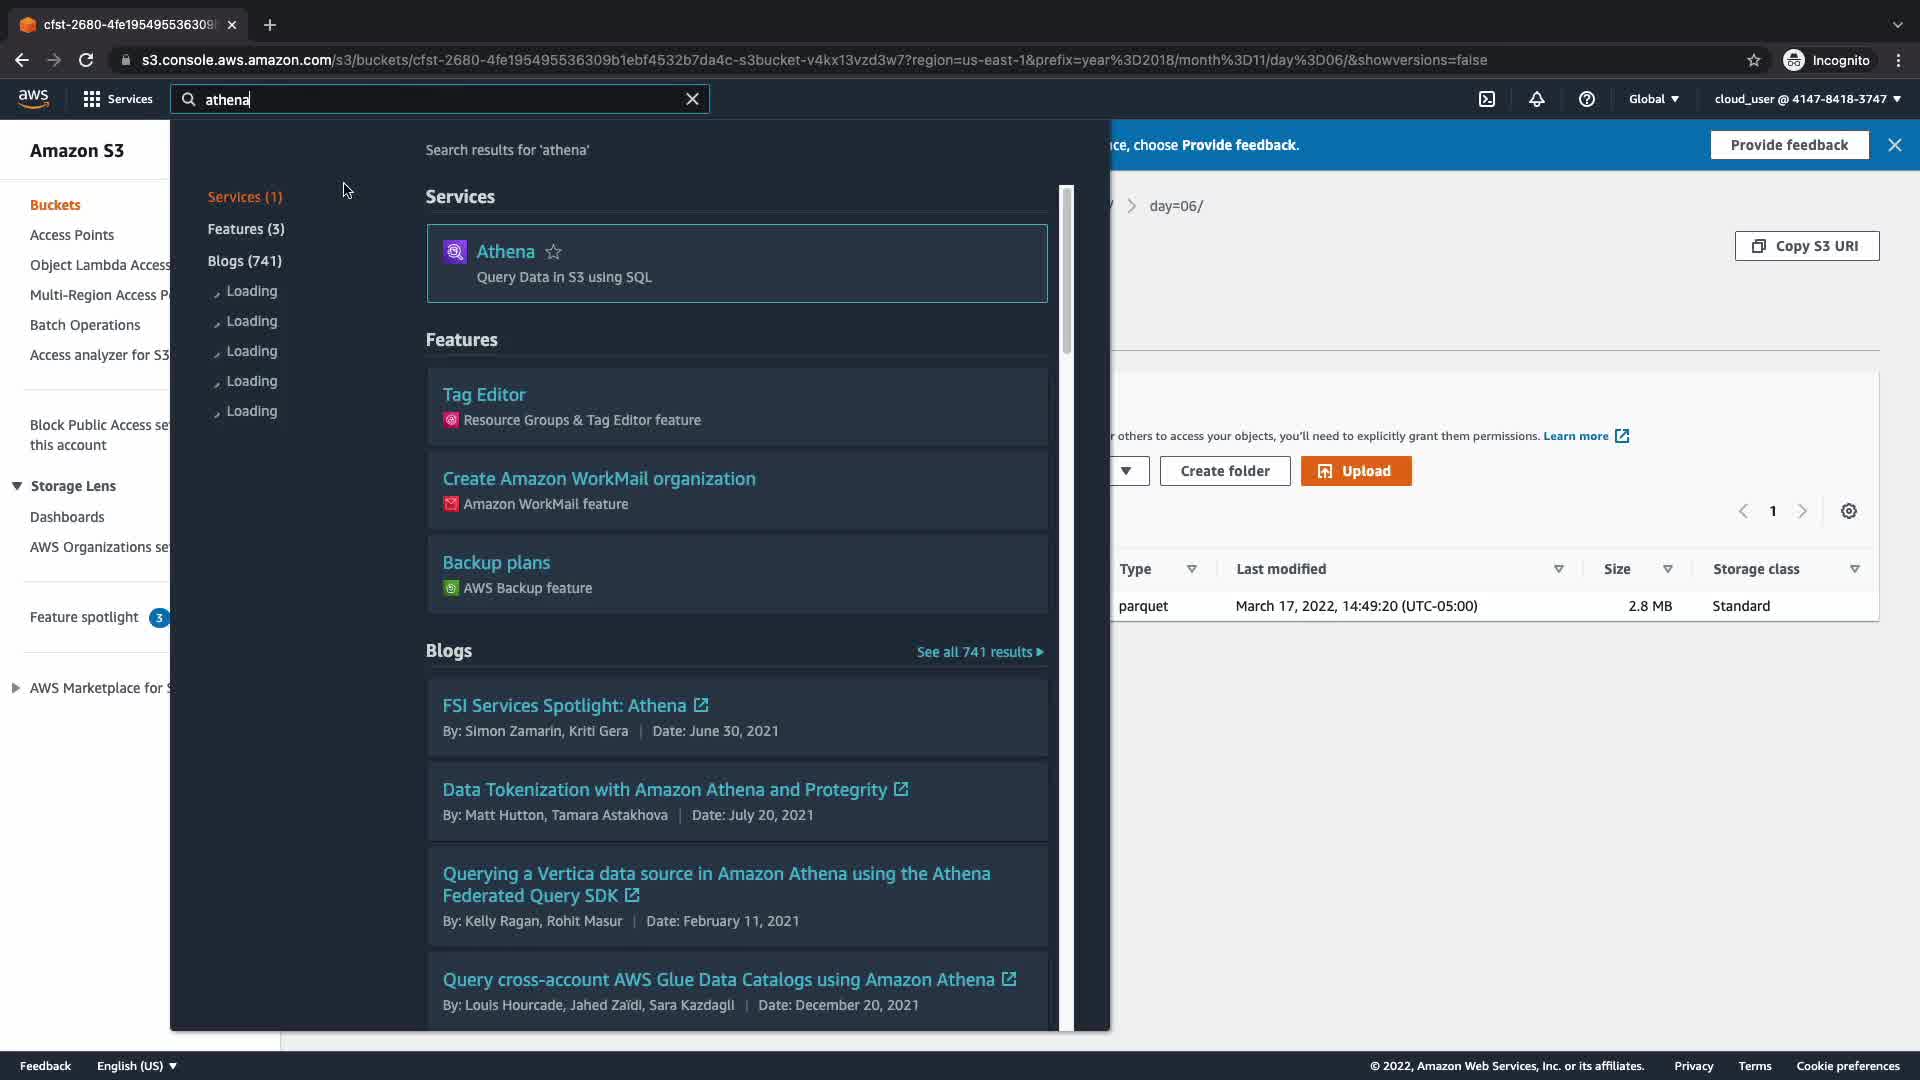 cfst-2680-4fe195495536309b
s3.console.aws.amazon.com/s3/buckets/cfst-2680-4fe195495536309b1ebf4532b7da4c-s3bucket-v4kx13vzd3w7?region=us-east-1&prefix=year%3D2018/month%3D11/day%3D06/&showversions=false
Incognito
aws
Services
athena
Global
cloud_user @ 4147-8418-3747
ce, choose Provide feedback.
Provide feedback
Amazon S3
Buckets
Access Points
Object Lambda Access
Multi-Region Access P
Batch Operations
Access analyzer for S3
Block Public Access se
this account
Storage Lens
Dashboards
AWS Organizations se
Feature spotlight 3
AWS Marketplace for S
Search results for 'athena'
Services (1)
Features (3)
Blogs (741)
Loading
Loading
Loading
Loading
Loading
Services
Athena
Query Data in S3 using SQL
Features
Tag Editor
Resource Groups & Tag Editor feature
Create Amazon WorkMail organization
Amazon WorkMail feature
Backup plans
AWS Backup feature
Blogs
See all 741 results
FSI Services Spotlight: Athena
By: Simon Zamarin, Kriti Gera | Date: June 30, 2021
Data Tokenization with Amazon Athena and Protegrity
By: Matt Hutton, Tamara Astakhova | Date: July 20, 2021
Querying a Vertica data source in Amazon Athena using the Athena
Federated Query SDK
By: Kelly Ragan, Rohit Masur | Date: February 11, 2021
Query cross-account AWS Glue Data Catalogs using Amazon Athena
By: Louis Hourcade, Jahed Zaïdi, Sara Kazdagli | Date: December 20, 2021
/ > day=06/
Copy S3 URI
r others to access your objects, you'll need to explicitly grant them permissions. Learn more
Create folder
Upload
1
Type
Last modified
Size
Storage class
parquet
March 17, 2022, 14:49:20 (UTC-05:00)
2.8 MB
Standard
Feedback
English (US)
© 2022, Amazon Web Services, Inc. or its affiliates.
Privacy
Terms
Cookie preferences